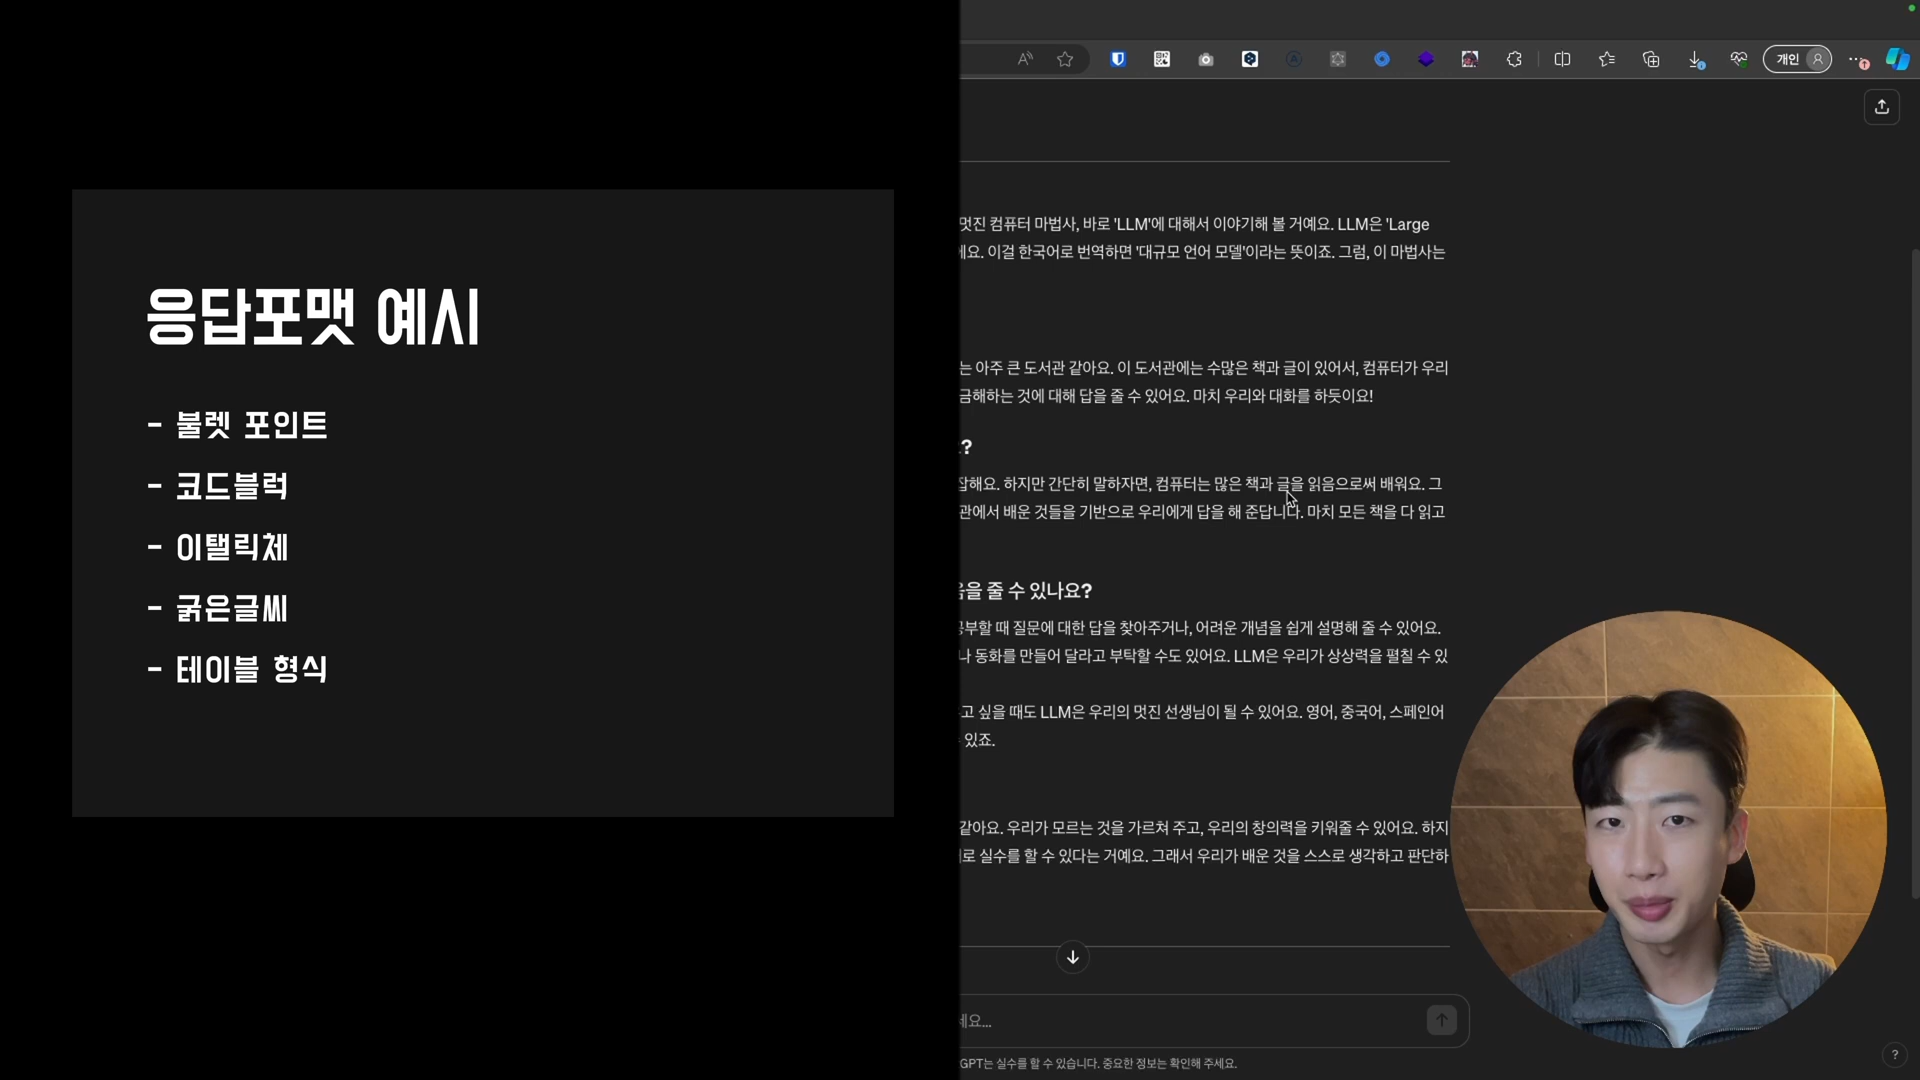 응답포맷 예시
- 불렛 포인트
- 코드블럭
- 이탤릭체
- 굵은글씨
- 테이블 형식
개인
멋진 컴퓨터 마법사, 바로 'LLM'에 대해서 이야기해 볼 거예요. LLM은 'Large
예요. 이걸 한국어로 번역하면 '대규모 언어 모델'이라는 뜻이죠. 그럼, 이 마법사는
는 아주 큰 도서관 같아요. 이 도서관에는 수많은 책과 글이 있어서, 컴퓨터가 우리
금해하는 것에 대해 답을 줄 수 있어요. 마치 우리와 대화를 하듯이요!
?
잡해요. 하지만 간단히 말하자면, 컴퓨터는 많은 책과 글을 읽음으로써 배워요. 그
관에서 배운 것들을 기반으로 우리에게 답을 해 준답니다. 마치 모든 책을 다 읽고
움을 줄 수 있나요?
공부할 때 질문에 대한 답을 찾아주거나, 어려운 개념을 쉽게 설명해 줄 수 있어요.
나 동화를 만들어 달라고 부탁할 수도 있어요. LLM은 우리가 상상력을 펼칠 수 있
고 싶을 때도 LLM은 우리의 멋진 선생님이 될 수 있어요. 영어, 중국어, 스페인어
있죠.
같아요. 우리가 모르는 것을 가르쳐 주고, 우리의 창의력을 키워줄 수 있어요. 하지
로 실수를 할 수 있다는 거예요. 그래서 우리가 배운 것을 스스로 생각하고 판단하
세요...
GPT는 실수를 할 수 있습니다. 중요한 정보는 확인해 주세요.
?